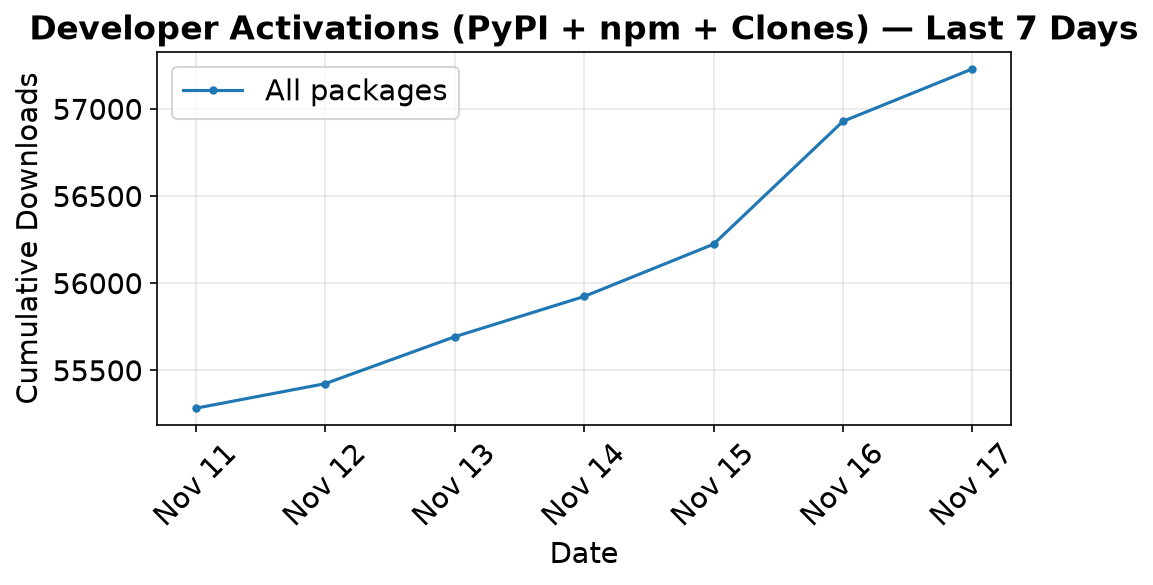 Developer Activations (PyPI + npm + Clones) — Last 7 Days
All packages
Cumulative Downloads
57000
56500
56000
55500
Nov 11
Nov 12
Nov 13
Nov 14
Nov 15
Nov 16
Nov 17
Date